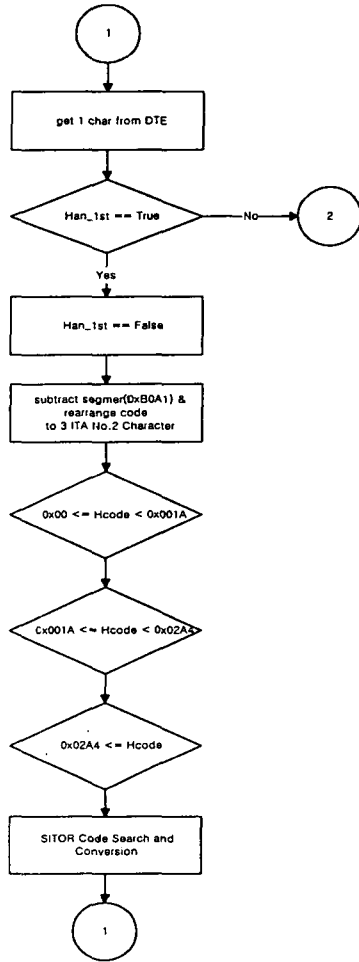 1
get 1 char from DTE
Han_1st == True
No
2
Yes
Han_1st == False
subtract segmer(0xB0A1) &
rearrange code
to 3 ITA No.2 Character
0x00 <= Hcode < 0x001A
0x001A <= Hcode < 0x02A4
0x02A4 <= Hcode
SITOR Code Search and
Conversion
1